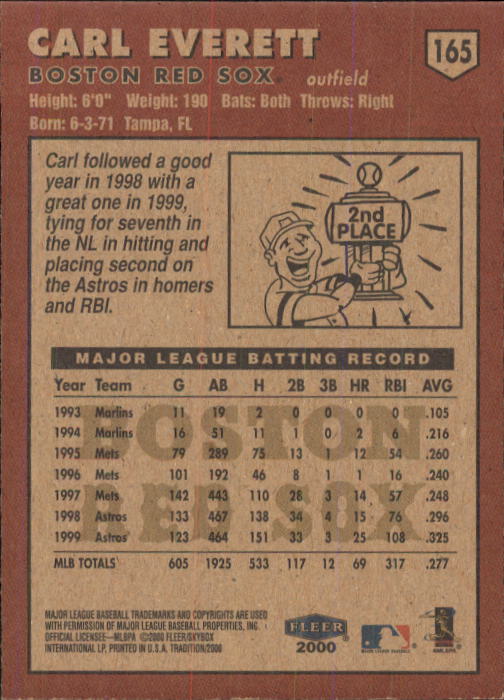 CARL EVERETT
165
BOSTON RED SOX outfield
Height: 6'0" Weight: 190 Bats: Both Throws: Right
Born: 6-3-71 Tampa, FL
Carl followed a good
year in 1998 with a
great one in 1999,
tying for seventh in
the NL in hitting and
placing second on
the Astros in homers
and RBI.
2nd
PLACE
MAJOR LEAGUE BATTING RECORD
Year Team G AB H 2B 3B HR RBI AVG
1993 Marlins 11 19 2 0 0 0 0 .105
1994 Marlins 16 51 11 1 0 2 6 .216
1995 Mets 79 289 75 13 1 12 54 .260
1996 Mets 101 192 46 8 1 1 16 .240
1997 Mets 142 443 110 28 3 14 57 .248
1998 Astros 133 467 138 34 4 15 76 .296
1999 Astros 123 464 151 33 3 25 108 .325
MLB TOTALS 605 1925 533 117 12 69 317 .277
BOSTON
RED SOX
MAJOR LEAGUE BASEBALL TRADEMARKS AND COPYRIGHTS ARE USED
WITH PERMISSION OF MAJOR LEAGUE BASEBALL PROPERTIES, INC.
OFFICIAL LICENSEE—MLBPA ©2000 FLEER/SKYBOX
INTERNATIONAL LP, PRINTED IN U.S.A. TRADITION/2000
FLEER
2000